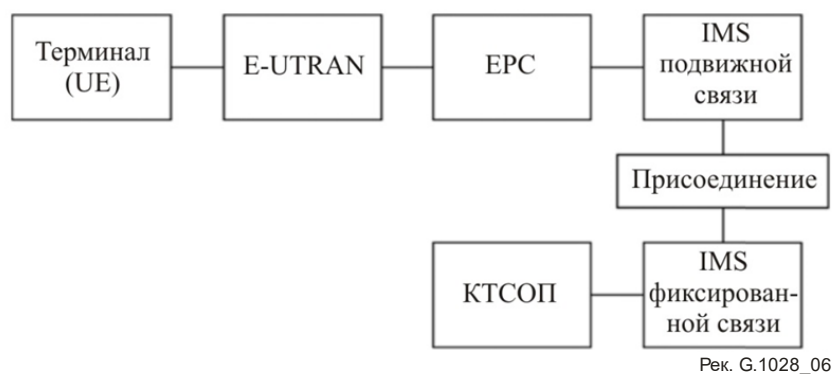 Терминал
(UE)
E-UTRAN
EPC
IMS
подвижной
связи
Присоединение
КТСОП
IMS
фиксирован-
ной связи
Рек. G.1028_06